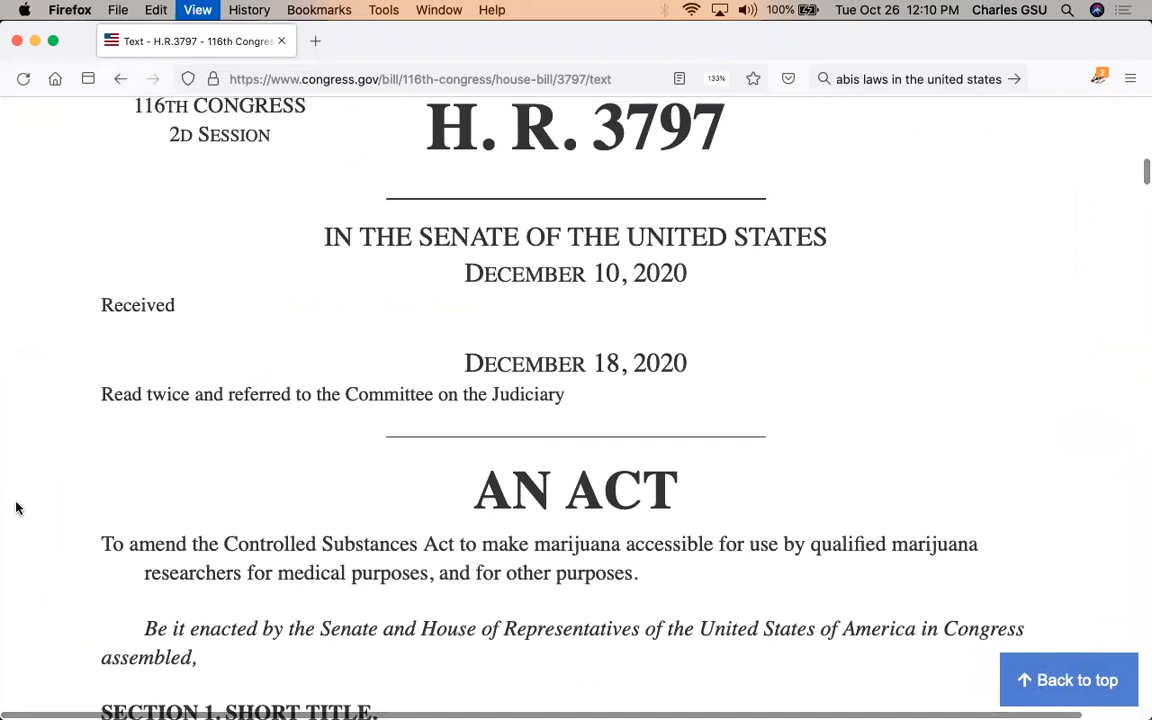 Firefox File Edit View History Bookmarks Tools Window Help 100% Tue Oct 26 12:10 PM Charles GSU
Text - H.R.3797 - 116th Congres
https://www.congress.gov/bill/116th-congress/house-bill/3797/text 133% abis laws in the united states 2
116TH CONGRESS
2D SESSION
H. R. 3797
IN THE SENATE OF THE UNITED STATES
DECEMBER 10, 2020
Received
DECEMBER 18, 2020
Read twice and referred to the Committee on the Judiciary
AN ACT
To amend the Controlled Substances Act to make marijuana accessible for use by qualified marijuana
researchers for medical purposes, and for other purposes.
Be it enacted by the Senate and House of Representatives of the United States of America in Congress
assembled,
Back to top
SECTION 1. SHORT TITLE.